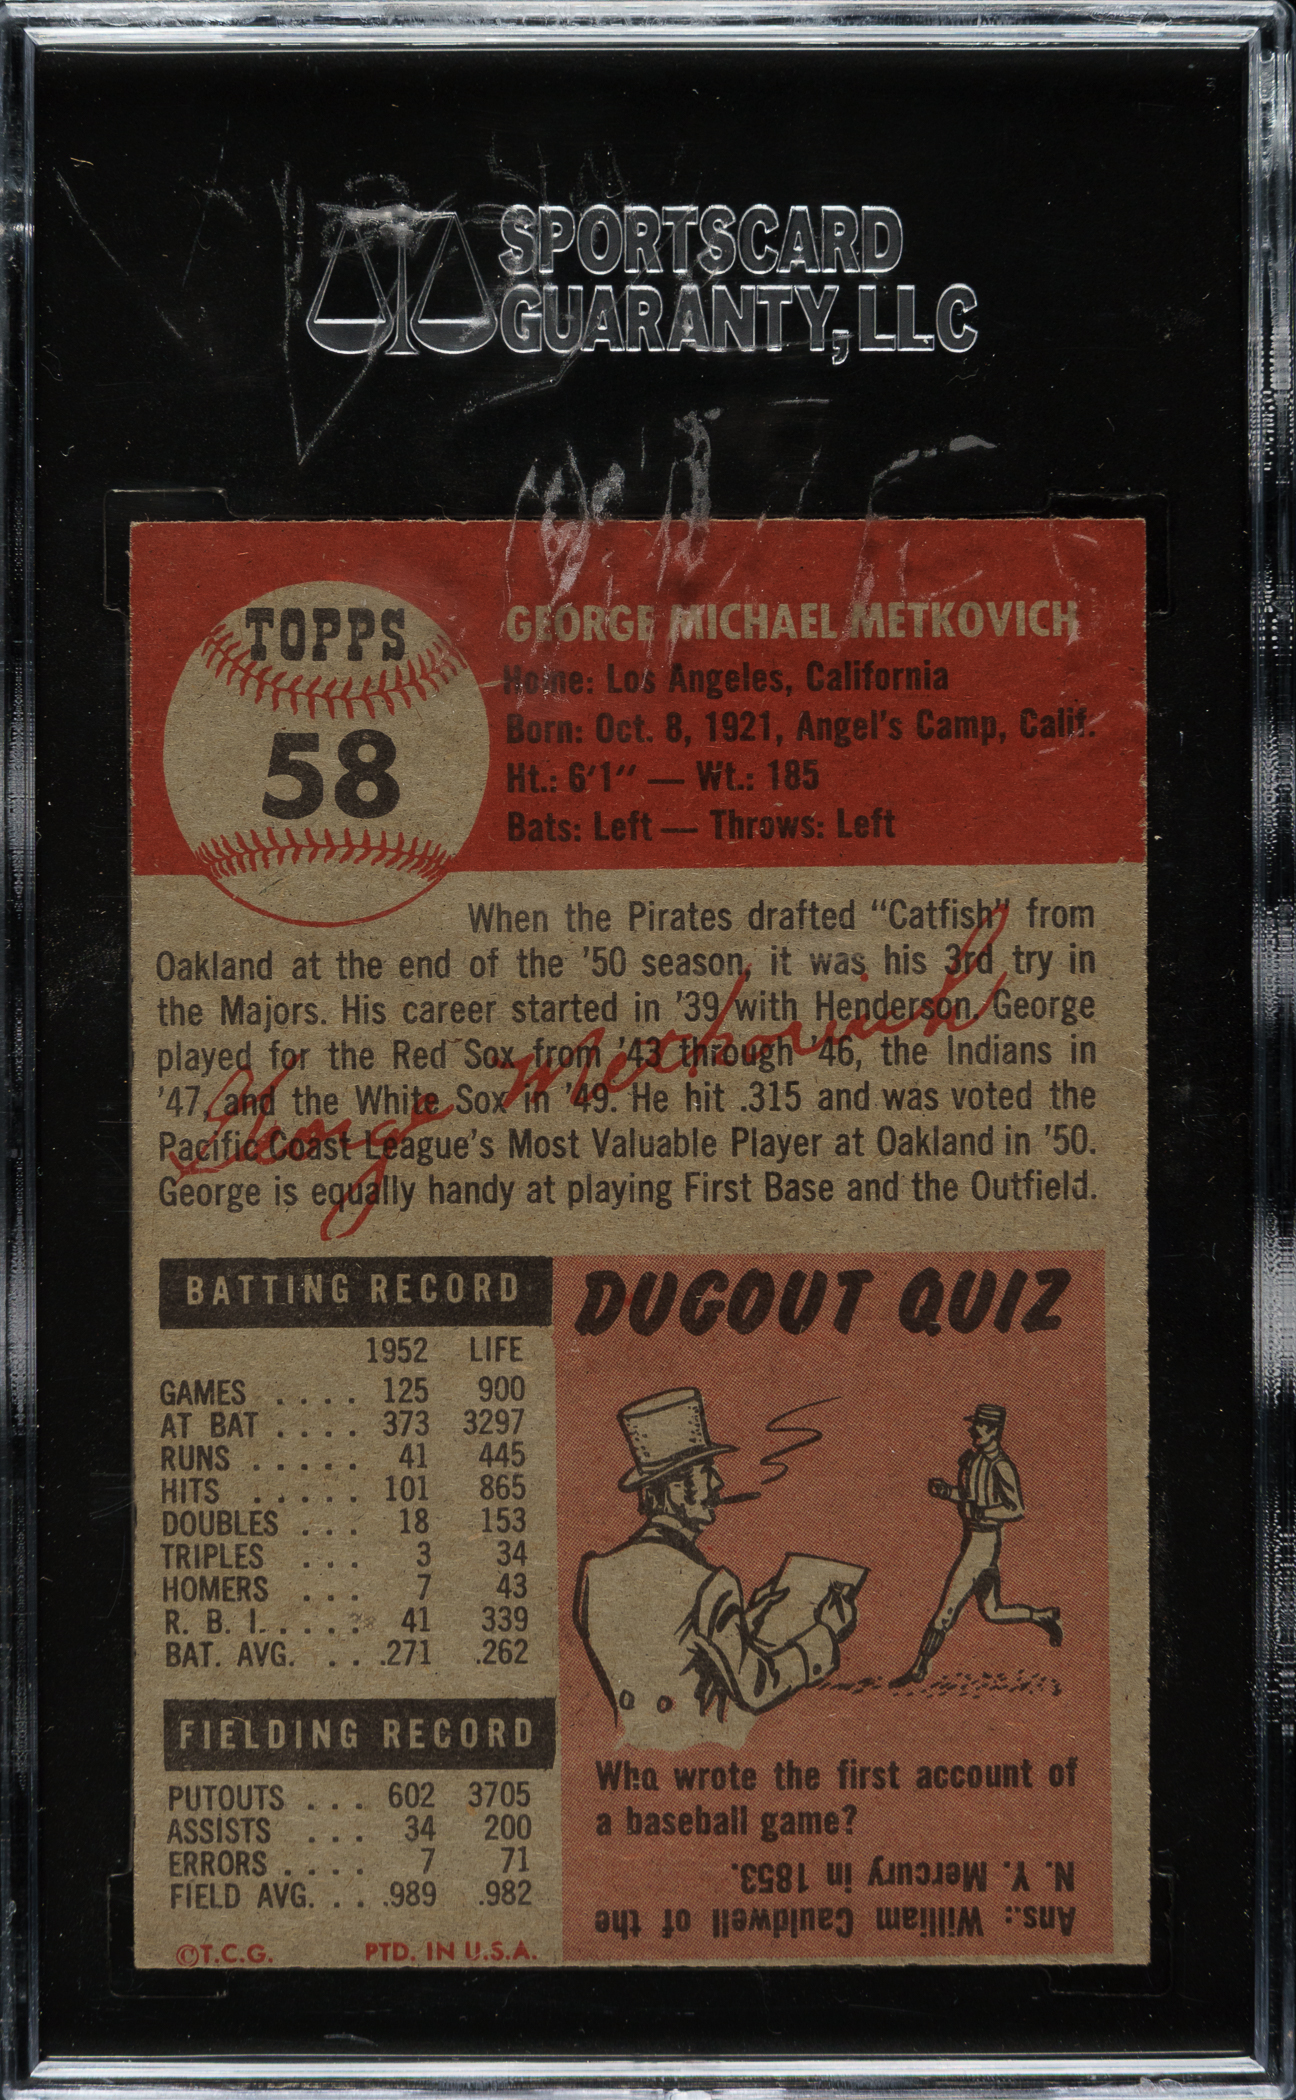 SPORTSCARD
GUARANTY, LLC
TOPPS
58
GEORGE MICHAEL METKOVICH
Home: Los Angeles, California
Born: Oct. 8, 1921, Angel's Camp, Calif.
Ht.: 6'1" — Wt.: 185
Bats: Left — Throws: Left
When the Pirates drafted "Catfish" from
Oakland at the end of the '50 season, it was his 3rd try in
the Majors. His career started in '39 with Henderson. George
played for the Red Sox from '43 through '46, the Indians in
'47, and the White Sox in '49. He hit .315 and was voted the
Pacific Coast League's Most Valuable Player at Oakland in '50.
George is equally handy at playing First Base and the Outfield.
George Metkovich
BATTING RECORD
1952 LIFE
GAMES .... 125 900
AT BAT .... 373 3297
RUNS ..... 41 445
HITS ..... 101 865
DOUBLES ... 18 153
TRIPLES ... 3 34
HOMERS ... 7 43
R. B. I. .... 41 339
BAT. AVG. ... .271 .262
FIELDING RECORD
PUTOUTS ... 602 3705
ASSISTS ... 34 200
ERRORS .... 7 71
FIELD AVG. ... .989 .982
©T.C.G. PTD. IN U.S.A.
DUGOUT QUIZ
Who wrote the first account of
a baseball game?
Ans.: William Cauldwell of the
N. Y. Mercury in 1853.